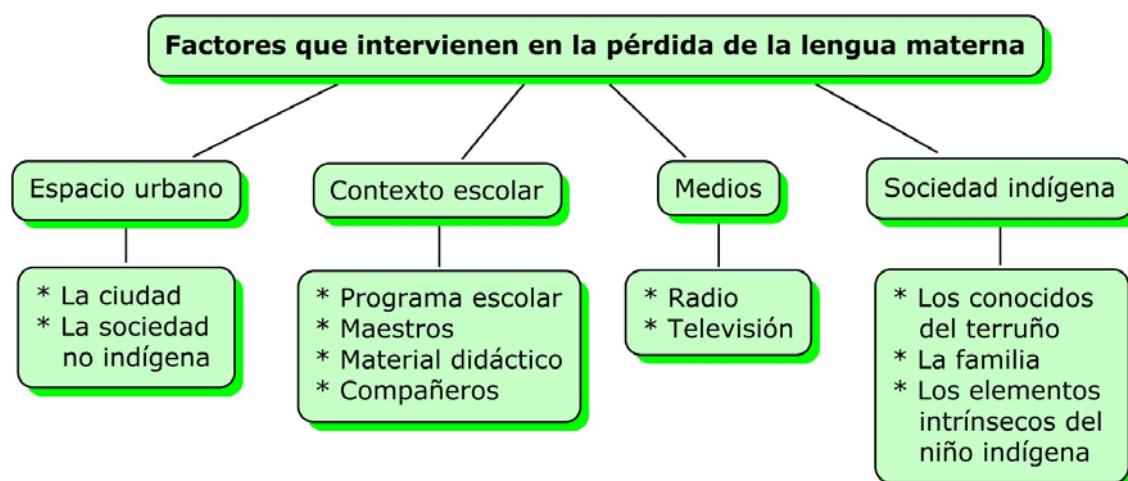 Factores que intervienen en la pérdida de la lengua materna
Espacio urbano
* La ciudad
* La sociedad
no indígena
Contexto escolar
* Programa escolar
* Maestros
* Material didáctico
* Compañeros
Medios
* Radio
* Televisión
Sociedad indígena
* Los conocidos
del terruño
* La familia
* Los elementos
intrínsecos del
niño indígena